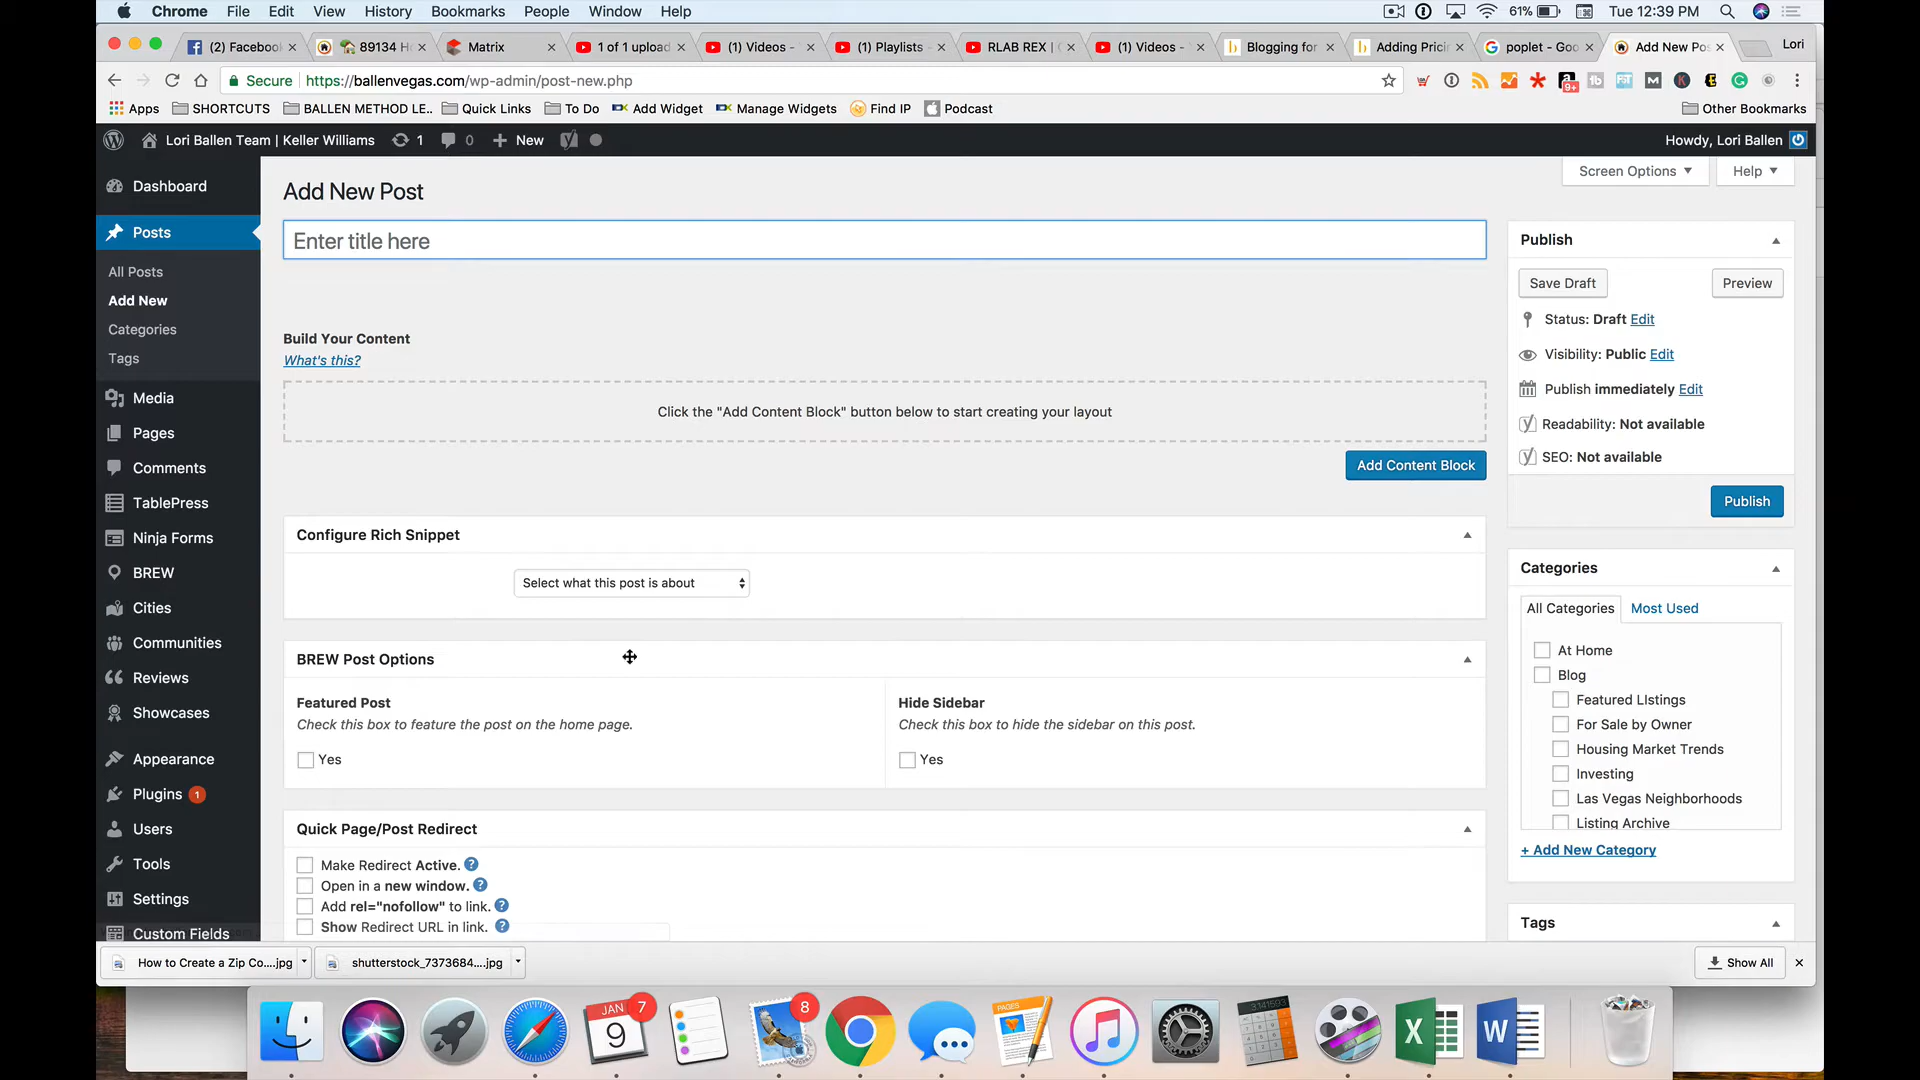 Chrome File Edit View History Bookmarks People Window Help 61% Tue 12:39 PM
(2) Facebook 89134 H Matrix 1 of 1 upload (1) Videos - (1) Playlists - RLAB REX | (1) Videos - Blogging for Adding Pric poplet - Goo Add New Pos Lori
Secure https://ballenvegas.com/wp-admin/post-new.php
Apps SHORTCUTS BALLEN METHOD LE.. Quick Links To Do Add Widget Manage Widgets Find IP Podcast Other Bookmarks
Lori Ballen Team | Keller Williams 1 0 New Howdy, Lori Ballen
Screen Options Help
Dashboard
Posts
All Posts
Add New
Categories
Tags
Media
Pages
Comments
TablePress
Ninja Forms
BREW
Cities
Communities
Reviews
Showcases
Appearance
Plugins 1
Users
Tools
Settings
Custom Fields
Add New Post
Enter title here
Build Your Content
What's this?
Click the "Add Content Block" button below to start creating your layout
Add Content Block
Configure Rich Snippet
Select what this post is about
BREW Post Options
Featured Post
Check this box to feature the post on the home page.
Yes
Hide Sidebar
Check this box to hide the sidebar on this post.
Yes
Quick Page/Post Redirect
Make Redirect Active. ?
Open in a new window. ?
Add rel="nofollow" to link. ?
Show Redirect URL in link. ?
Publish
Save Draft Preview
Status: Draft Edit
Visibility: Public Edit
Publish immediately Edit
Readability: Not available
SEO: Not available
Publish
Categories
All Categories Most Used
At Home
Blog
Featured LIstings
For Sale by Owner
Housing Market Trends
Investing
Las Vegas Neighborhoods
Listing Archive
+ Add New Category
Tags
How to Create a Zip Co....jpg shutterstock_7373684....jpg Show All
JAN 9 7 8 PAGES 3141593 X W